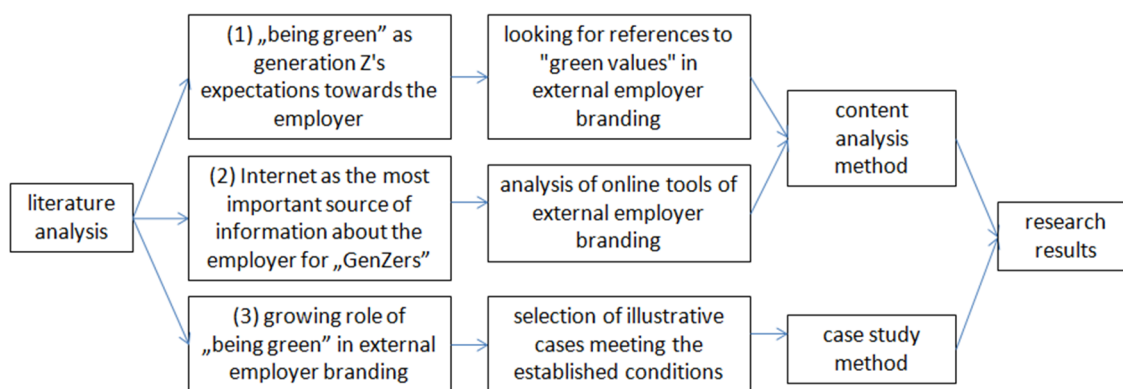 literature
analysis
(1) „being green” as
generation Z's
expectations towards the
employer
looking for references to
"green values" in
external employer
branding
(2) Internet as the most
important source of
information about the
employer for „GenZers”
analysis of online tools of
external employer
branding
(3) growing role of
„being green” in external
employer branding
selection of illustrative
cases meeting the
established conditions
content
analysis
method
case study
method
research
results